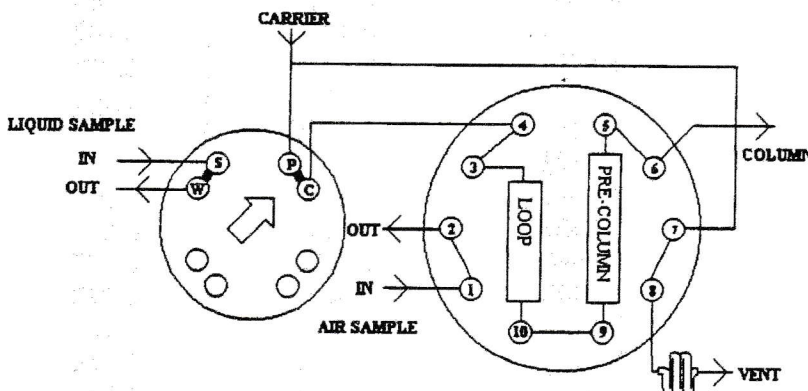 CARRIER
LIQUID SAMPLE
IN
OUT
S
W
P
C
4
3
5
6
COLUMN
PRE-COLUMN
LOOP
OUT
2
7
IN
1
8
AIR SAMPLE
10
9
VENT